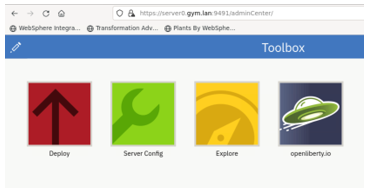 https://server0.gym.lan:9491/adminCenter/
WebSphere Integra... Transformation Adv... Plants By WebSphe...
Toolbox
Deploy Server Config Explore openliberty.io